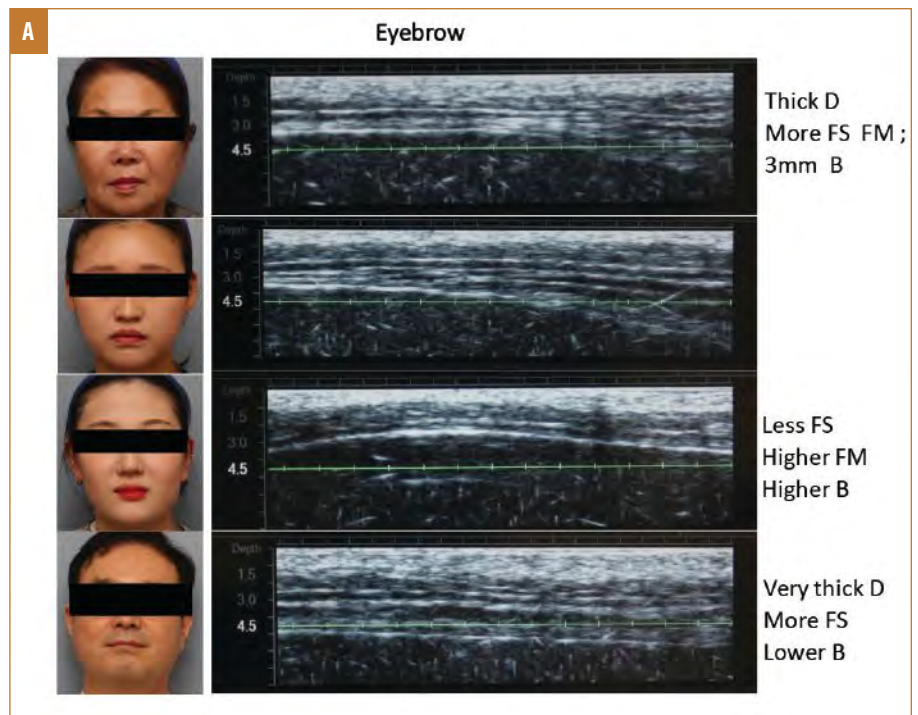 A
Eyebrow
Depth
1.5
3.0
4.5
Thick D
More FS FM ;
3mm B
Depth
1.5
3.0
4.5
Depth
1.5
3.0
4.5
Less FS
Higher FM
Higher B
Depth
1.5
3.0
4.5
Very thick D
More FS
Lower B